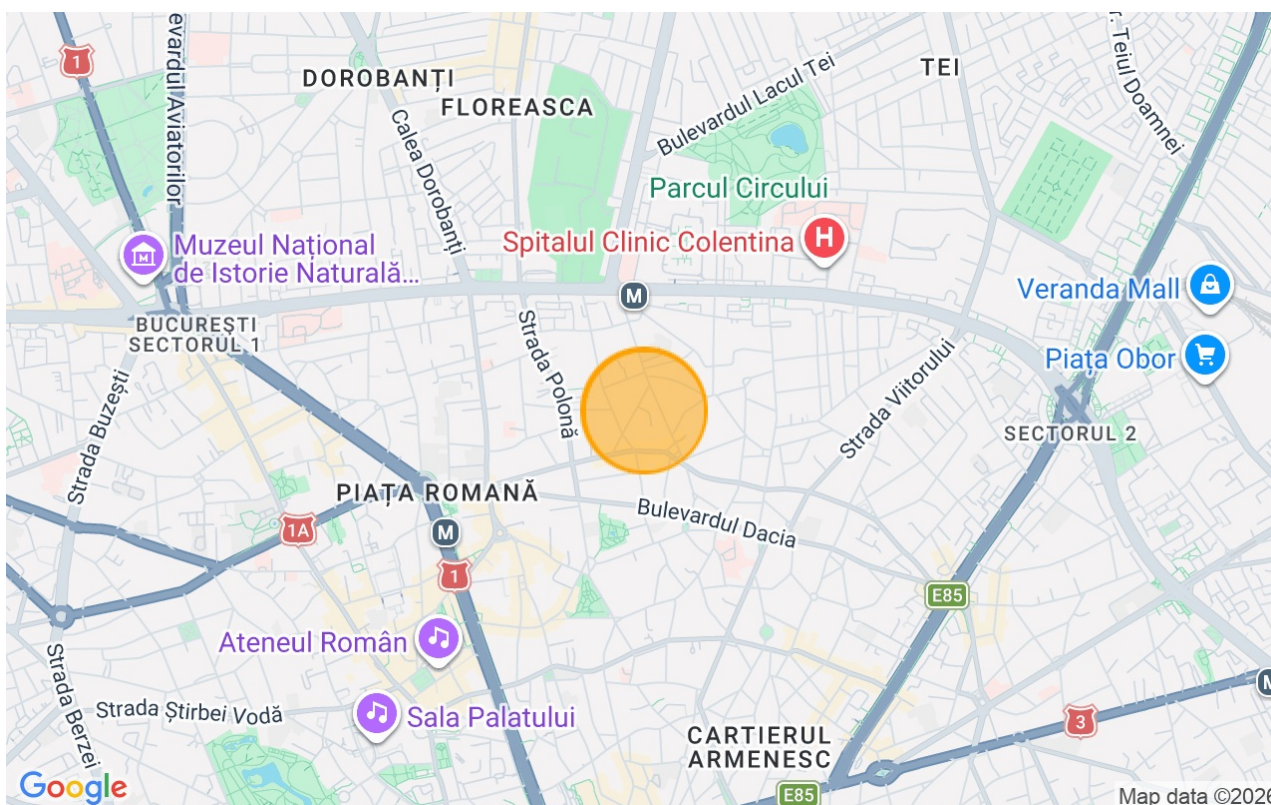 1
evardul Aviatorilor
DOROBANȚI
FLOREASCA
TEI
Teiul Doamnei
Bulevardul Lacul Tei
Calea Dorobanți
Parcul Circului
Spitalul Clinic Colentina
H
Muzeul Național
de Istorie Naturală...
M
Veranda Mall
BUCUREȘTI
SECTORUL 1
Strada Polonă
Piața Obor
Strada Viitorului
Strada Buzești
SECTORUL 2
PIAȚA ROMANĂ
Bulevardul Dacia
1A
M
1
E85
Ateneul Român
Strada Berzei
Strada Știrbei Vodă
Sala Palatului
M
3
CARTIERUL
ARMENESC
E85
Google
Map data ©2026